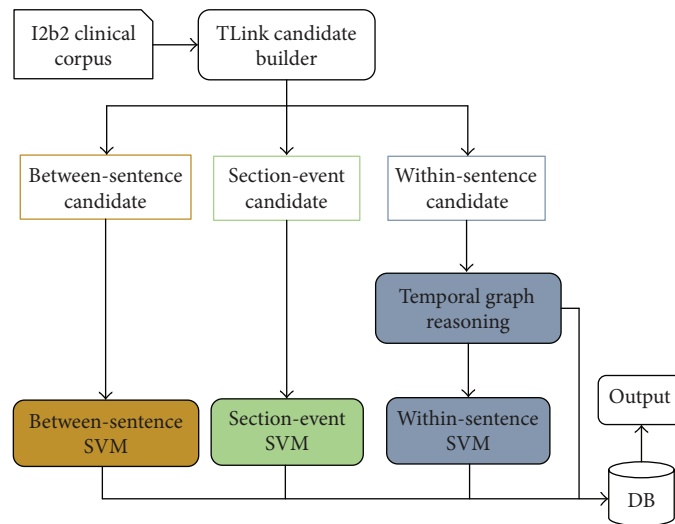 I2b2 clinical
corpus
TLink candidate
builder
Between-sentence
candidate
Section-event
candidate
Within-sentence
candidate
Temporal graph
reasoning
Between-sentence
SVM
Section-event
SVM
Within-sentence
SVM
Output
DB